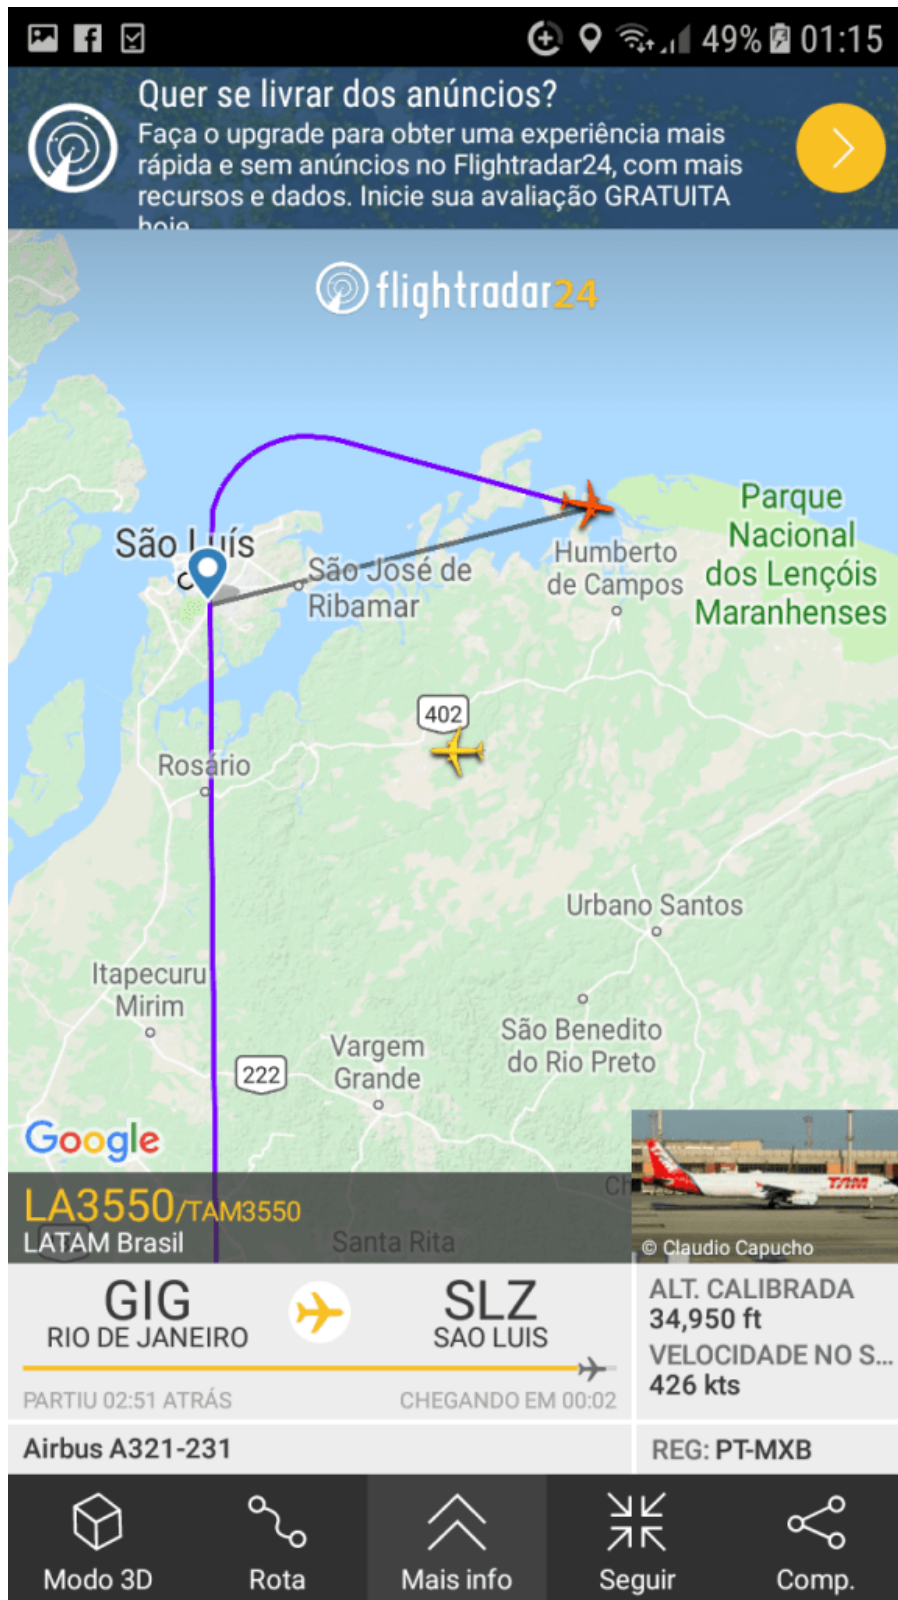 49% 01:15
Quer se livrar dos anúncios?
Faça o upgrade para obter uma experiência mais
rápida e sem anúncios no Flightradar24, com mais
recursos e dados. Inicie sua avaliação GRATUITA
hoje
flightradar24
Parque
Nacional
dos Lençóis
Maranhenses
São Luís
São José de
Ribamar
Humberto
de Campos
402
Rosário
Urbano Santos
Itapecuru
Mirim
São Benedito
do Rio Preto
Vargem
Grande
222
Google
LA3550/TAM3550
LATAM Brasil
Santa Rita
TAM
© Claudio Capucho
GIG
RIO DE JANEIRO
SLZ
SAO LUIS
PARTIU 02:51 ATRÁS
CHEGANDO EM 00:02
ALT. CALIBRADA
34,950 ft
VELOCIDADE NO S...
426 kts
Airbus A321-231
REG: PT-MXB
Modo 3D
Rota
Mais info
Seguir
Comp.